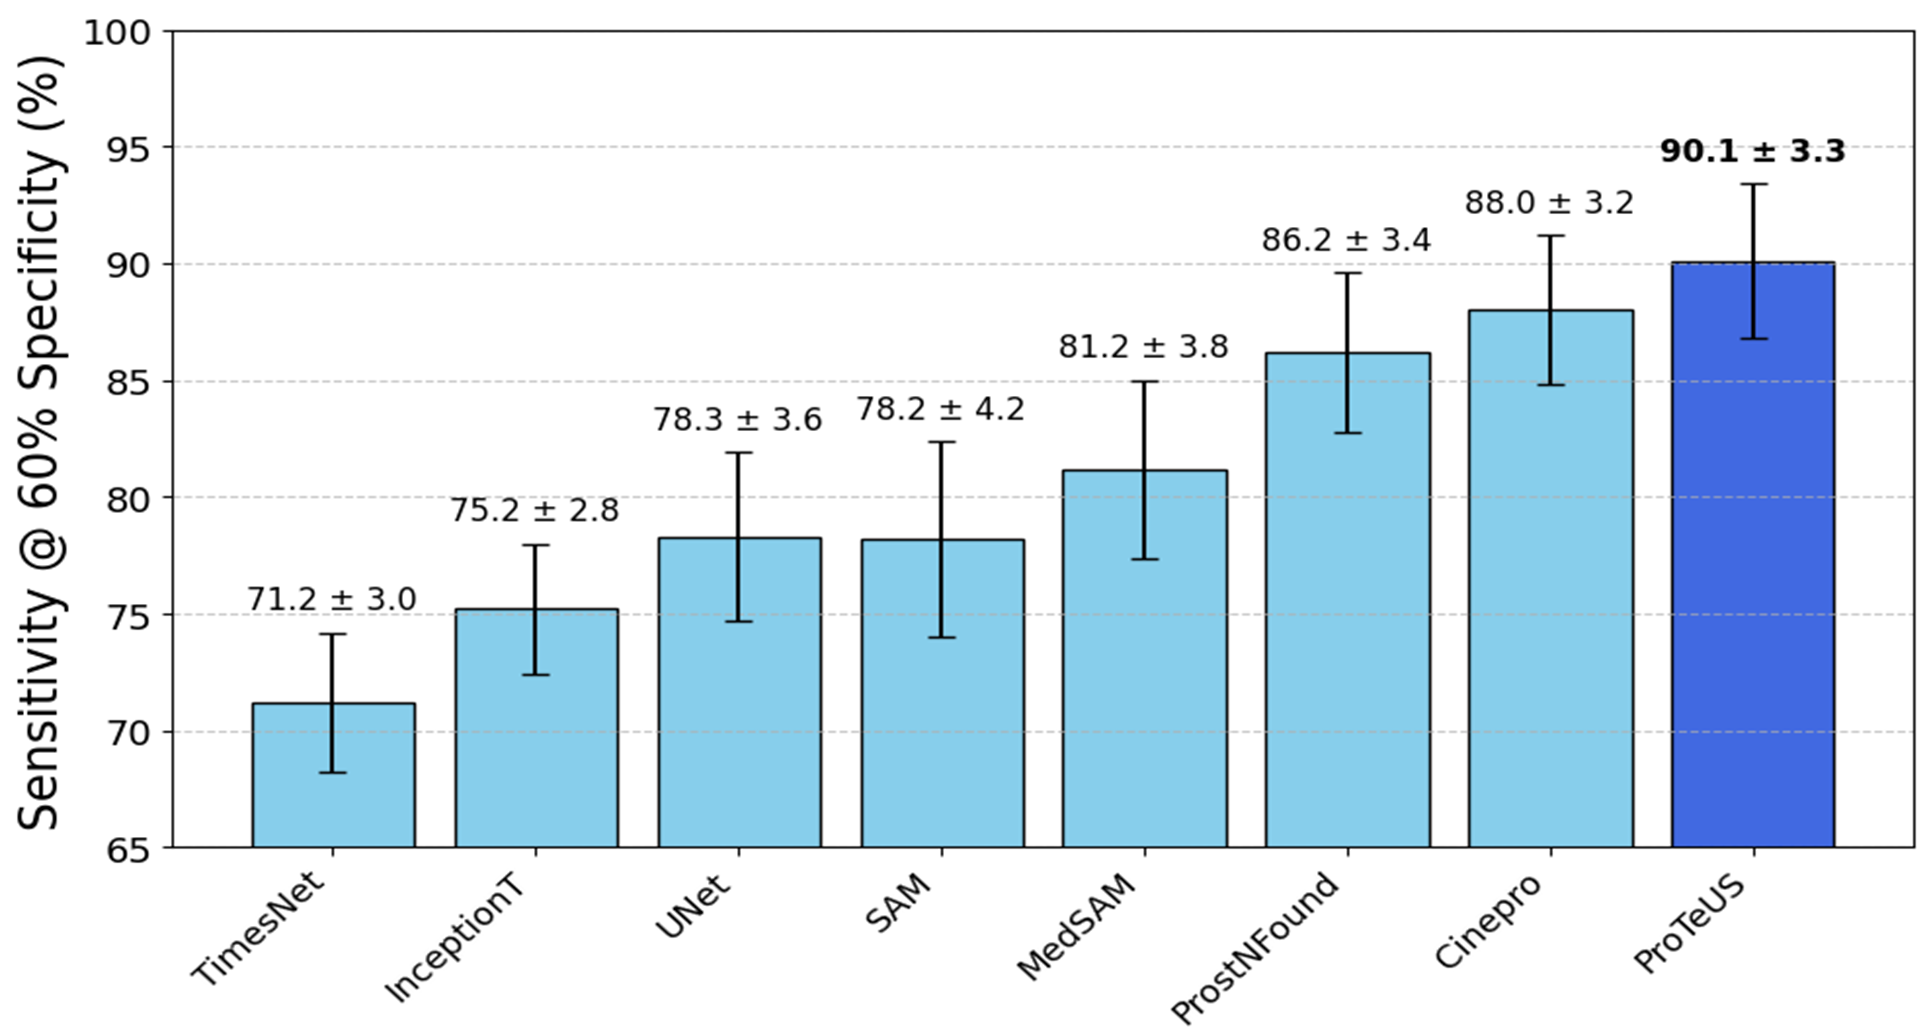 Sensitivity @ 60% Specificity (%)
100
95
90
85
80
75
70
65
71.2 ± 3.0
75.2 ± 2.8
78.3 ± 3.6
78.2 ± 4.2
81.2 ± 3.8
86.2 ± 3.4
88.0 ± 3.2
90.1 ± 3.3
TimesNet
InceptionT
UNet
SAM
MedSAM
ProstNFound
Cinepro
ProTeUS